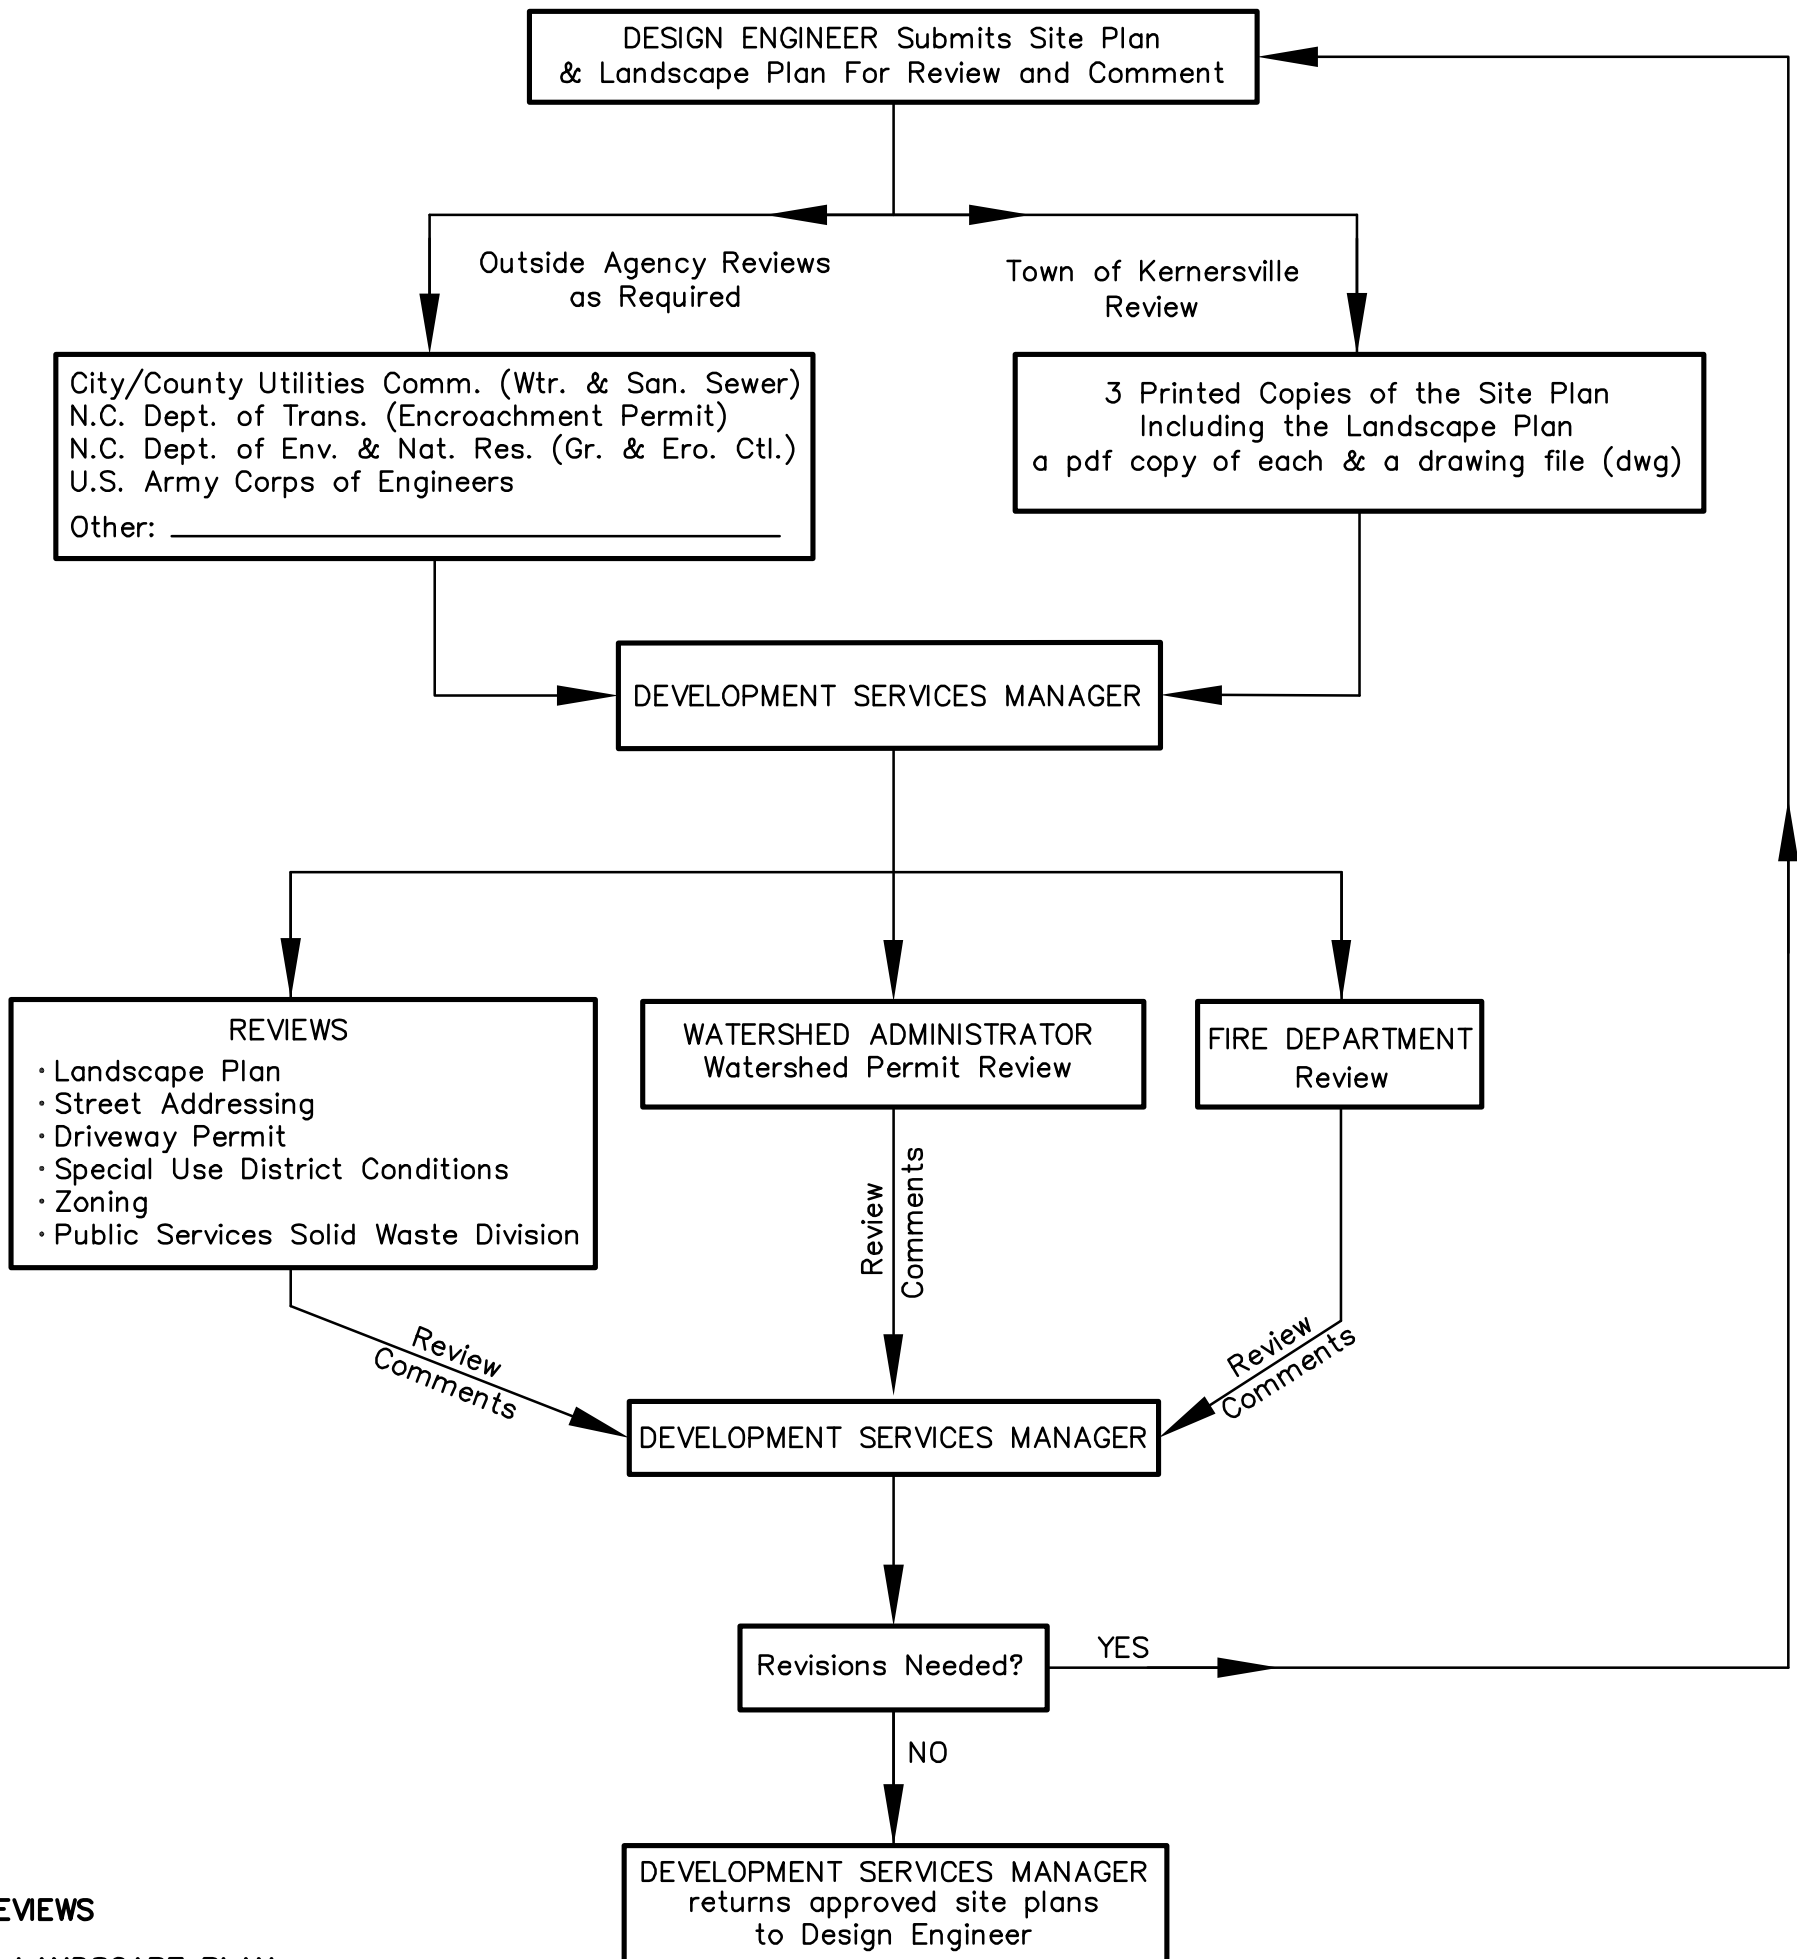 DESIGN ENGINEER Submits Site Plan
& Landscape Plan For Review and Comment
Outside Agency Reviews
as Required
Town of Kernersville
Review
City/County Utilities Comm. (Wtr. & San. Sewer)
N.C. Dept. of Trans. (Encroachment Permit)
N.C. Dept. of Env. & Nat. Res. (Gr. & Ero. Ctl.)
U.S. Army Corps of Engineers
Other:
3 Printed Copies of the Site Plan
Including the Landscape Plan
a pdf copy of each & a drawing file (dwg)
DEVELOPMENT SERVICES MANAGER
REVIEWS
· Landscape Plan
· Street Addressing
· Driveway Permit
· Special Use District Conditions
· Zoning
· Public Services Solid Waste Division
WATERSHED ADMINISTRATOR
Watershed Permit Review
FIRE DEPARTMENT
Review
Review
Comments
Review
Comments
Review
Comments
DEVELOPMENT SERVICES MANAGER
Revisions Needed?
YES
NO
DEVELOPMENT SERVICES MANAGER
returns approved site plans
to Design Engineer
EVIEWS